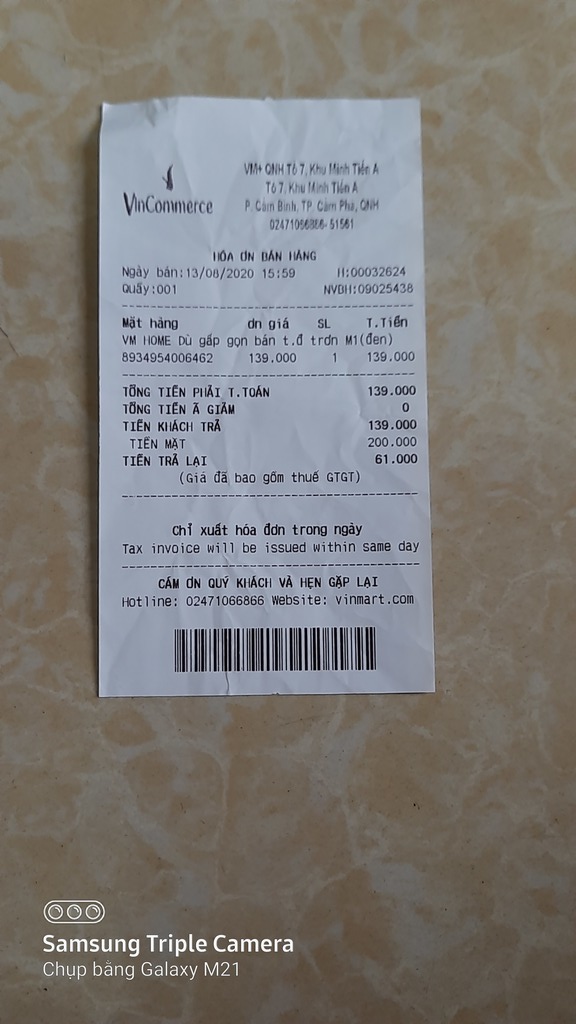 VinCommerce
VM+ QNH Tổ 7, Khu Minh Tiến A
Tổ 7, Khu Minh Tiến A
P. Cẩm Bình, TP. Cẩm Phả, QNH
02471066866- 51561
HÓA ƠN BÁN HÀNG
Ngày bán:13/08/2020 15:59 H:00032624
Quầy:001 NVBH:09025438
Mặt hàng ơn giá SL T.Tiền
VM HOME Dù gấp gọn bán t.đ trơn M1(đen)
8934954006462 139.000 1 139.000
TỔNG TIỀN PHẢI T.TOÁN 139.000
TỔNG TIỀN Ã GIẢM 0
TIỀN KHÁCH TRẢ 139.000
TIỀN MẶT 200.000
TIỀN TRẢ LẠI 61.000
(Giá đã bao gồm thuế GTGT)
Chỉ xuất hóa đơn trong ngày
Tax invoice will be issued within same day
CẢM ƠN QUÝ KHÁCH VÀ HẸN GẶP LẠI
Hotline: 02471066866 Website: vinmart.com
Samsung Triple Camera
Chụp bằng Galaxy M21